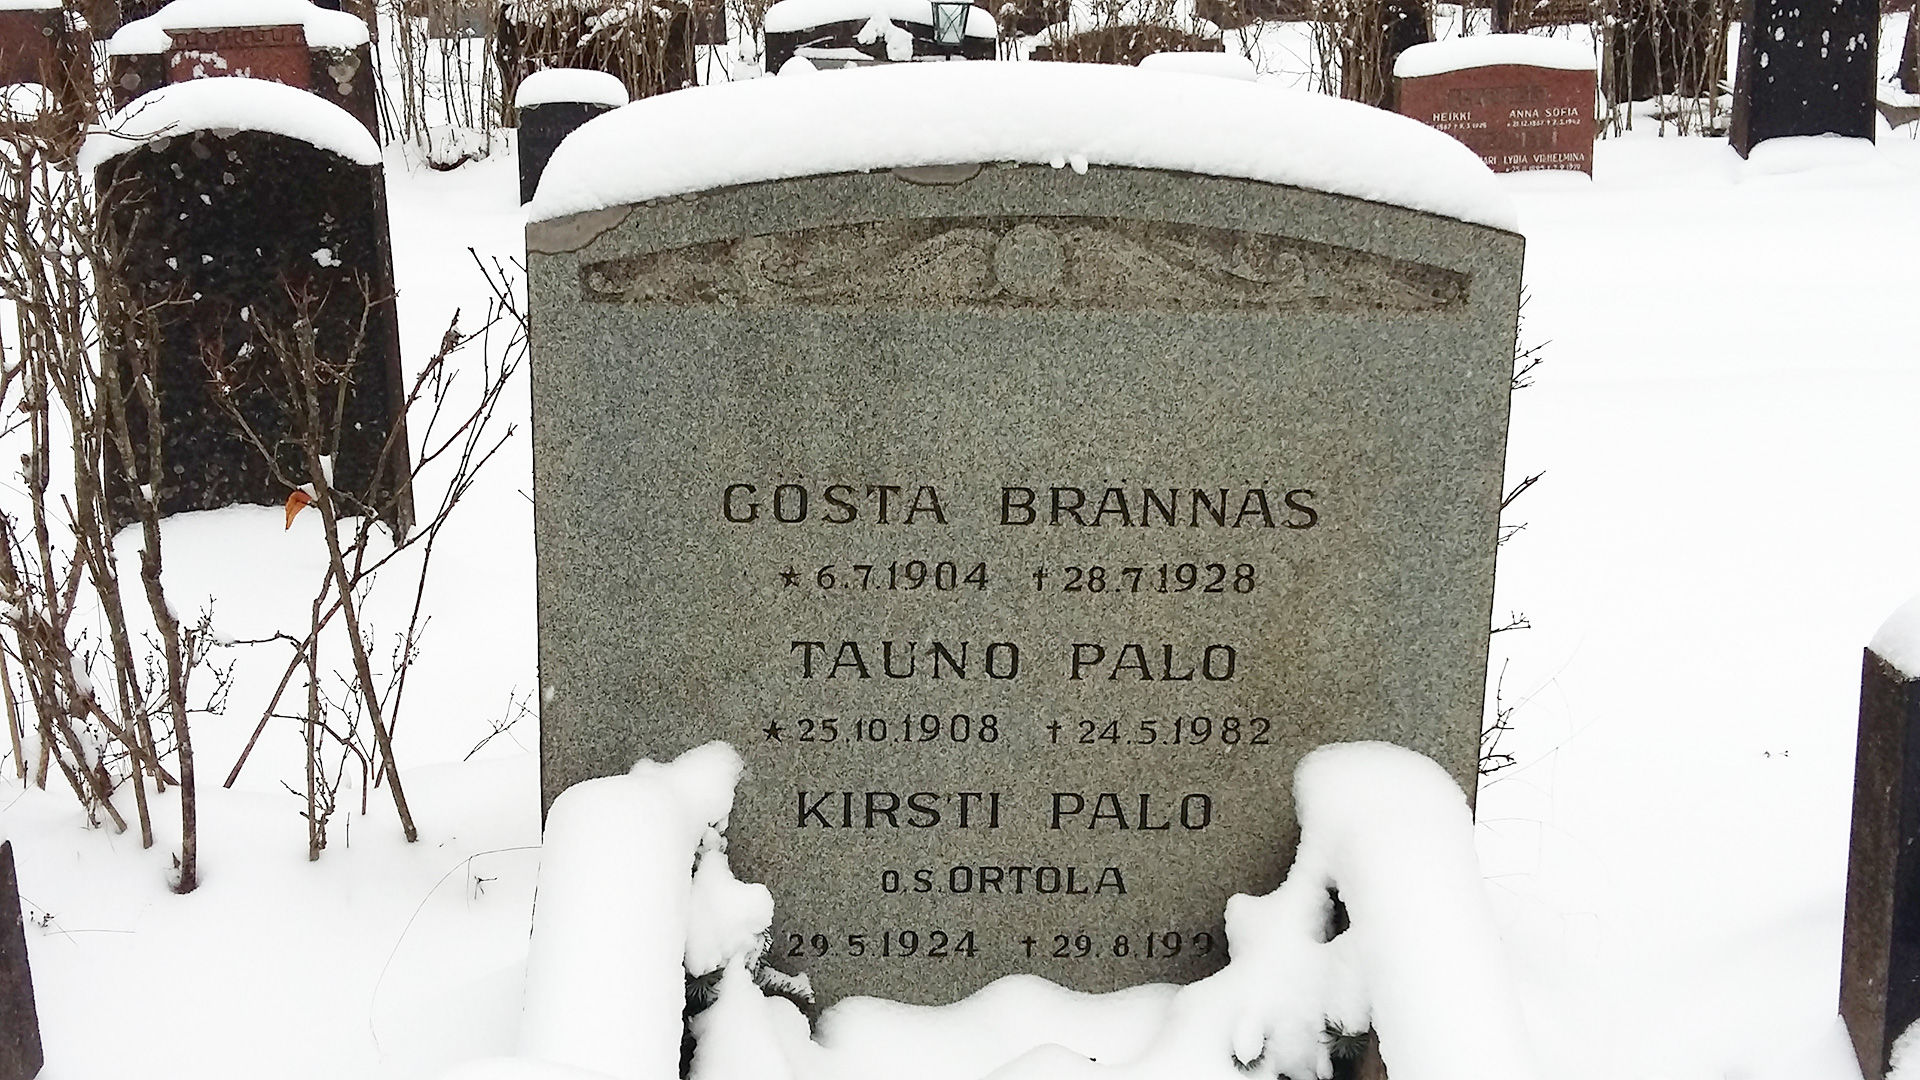 HEIKKI ANNA SOFIA
LYDIA VILHELMINA
GÖSTA BRÄNNÄS
★ 6.7.1904 † 28.7.1928
TAUNO PALO
★ 25.10.1908 † 24.5.1982
KIRSTI PALO
O.S. ORTOLA
29.5.1924 † 29.8.199